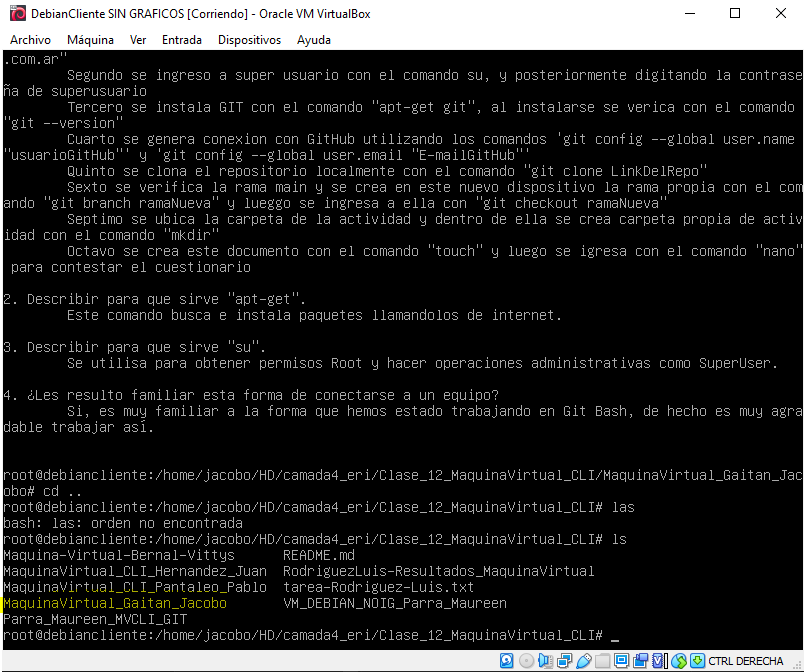 DebianCliente SIN GRAFICOS [Corriendo] - Oracle VM VirtualBox
Archivo Máquina Ver Entrada Dispositivos Ayuda
.com.ar"
Segundo se ingreso a super usuario con el comando su, y posteriormente digitando la contrase
ña de superusuario
Tercero se instala GIT con el comando "apt-get git", al instalarse se verica con el comando
"git --version"
Cuarto se genera conexion con GitHub utilizando los comandos 'git config --global user.name
"usuarioGitHub"' y 'git config --global user.email "E-mailGitHub"'
Quinto se clona el repositorio localmente con el comando "git clone LinkDelRepo"
Sexto se verifica la rama main y se crea en este nuevo dispositivo la rama propia con el com
ando "git branch ramaNueva" y lueggo se ingresa a ella con "git checkout ramaNueva"
Septimo se ubica la carpeta de la actividad y dentro de ella se crea carpeta propia de activ
idad con el comando "mkdir"
Octavo se crea este documento con el comando "touch" y luego se igresa con el comando "nano"
para contestar el cuestionario
2. Describir para que sirve "apt-get".
Este comando busca e instala paquetes llamandolos de internet.
3. Describir para que sirve "su".
Se utilisa para obtener permisos Root y hacer operaciones administrativas como SuperUser.
4. ¿Les resulto familiar esta forma de conectarse a un equipo?
Si, es muy familiar a la forma que hemos estado trabajando en Git Bash, de hecho es muy agra
dable trabajar así.
root@debiancliente:/home/jacobo/HD/camada4_eri/Clase_12_MaquinaVirtual_CLI/MaquinaVirtual_Gaitan_Jac
obo# cd ..
root@debiancliente:/home/jacobo/HD/camada4_eri/Clase_12_MaquinaVirtual_CLI# las
bash: las: orden no encontrada
root@debiancliente:/home/jacobo/HD/camada4_eri/Clase_12_MaquinaVirtual_CLI# ls
Maquina-Virtual-Bernal-Vittys README.md
MaquinaVirtual_CLI_Hernandez_Juan RodriguezLuis-Resultados_MaquinaVirtual
MaquinaVirtual_CLI_Pantaleo_Pablo tarea-Rodriguez-Luis.txt
MaquinaVirtual_Gaitan_Jacobo VM_DEBIAN_NOIG_Parra_Maureen
Parra_Maureen_MVCLI_GIT
root@debiancliente:/home/jacobo/HD/camada4_eri/Clase_12_MaquinaVirtual_CLI# _
CTRL DERECHA